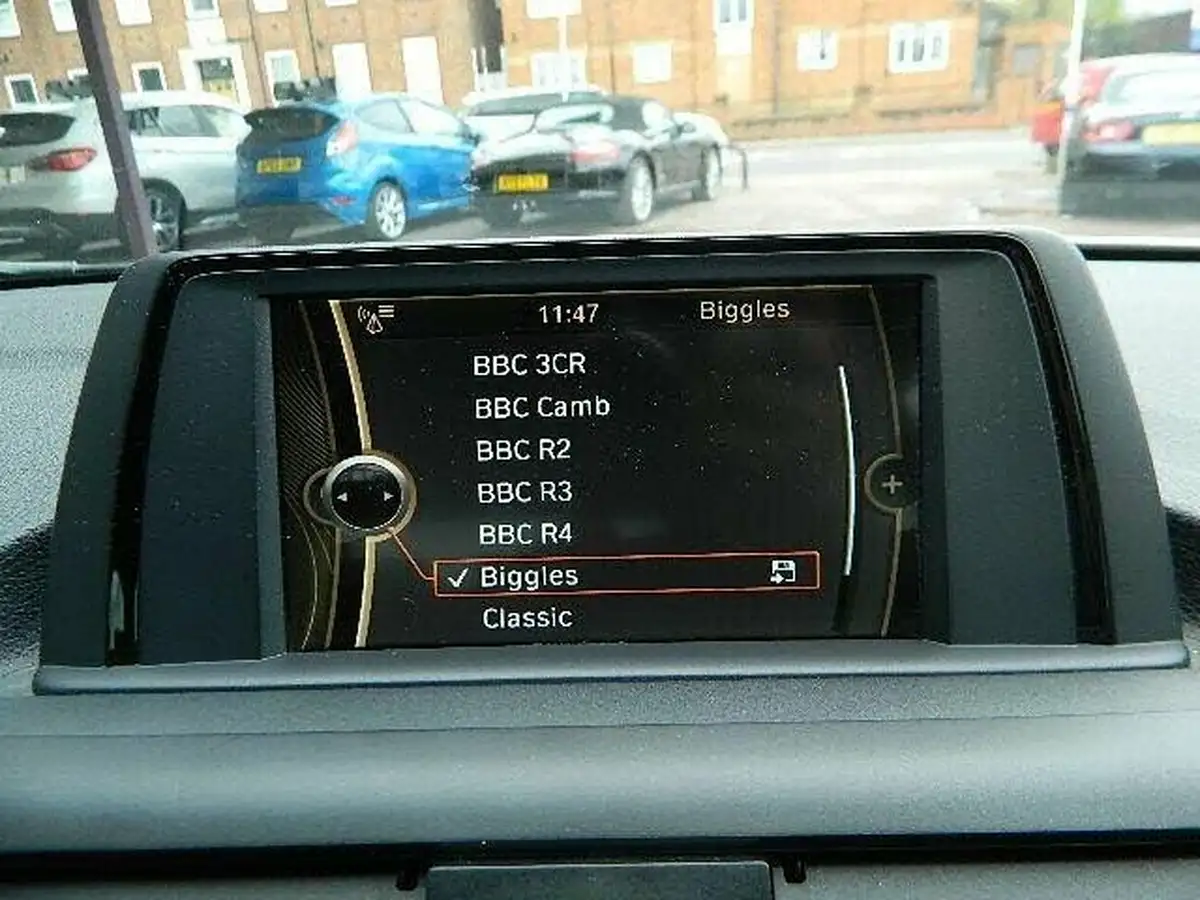 11:47 Biggles
BBC 3CR
BBC Camb
BBC R2
BBC R3
BBC R4
Biggles
Classic